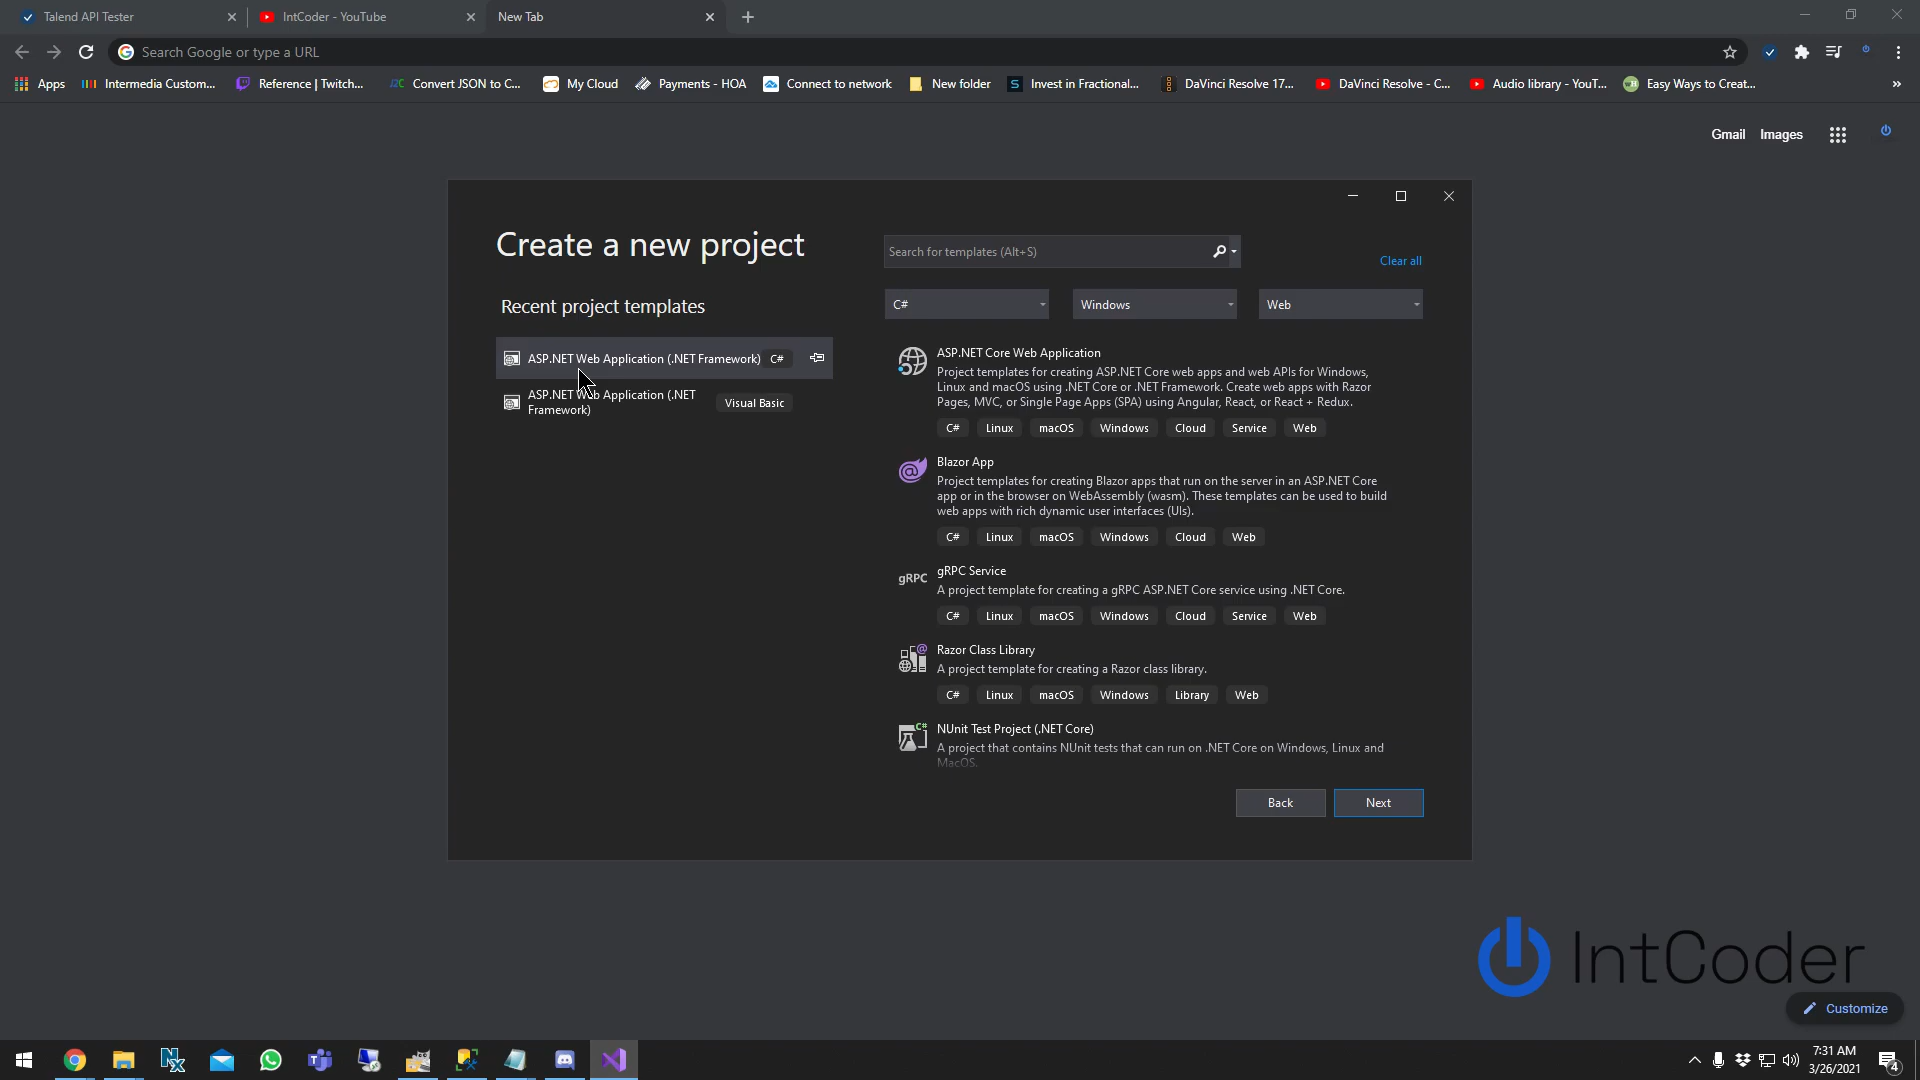 Talend API Tester
IntCoder - YouTube
New Tab
Search Google or type a URL
Apps
Intermedia Custom...
Reference | Twitch...
Convert JSON to C...
My Cloud
Payments - HOA
Connect to network
New folder
Invest in Fractional...
DaVinci Resolve 17...
DaVinci Resolve - C...
Audio library - YouT...
Easy Ways to Creat...
»
Gmail
Images
Create a new project
Search for templates (Alt+S)
Clear all
Recent project templates
C#
Windows
Web
ASP.NET Web Application (.NET Framework)
C#
ASP.NET Web Application (.NET
Framework)
Visual Basic
ASP.NET Core Web Application
Project templates for creating ASP.NET Core web apps and web APIs for Windows,
Linux and macOS using .NET Core or .NET Framework. Create web apps with Razor
Pages, MVC, or Single Page Apps (SPA) using Angular, React, or React + Redux.
C# Linux macOS Windows Cloud Service Web
Blazor App
Project templates for creating Blazor apps that run on the server in an ASP.NET Core
app or in the browser on WebAssembly (wasm). These templates can be used to build
web apps with rich dynamic user interfaces (UIs).
C# Linux macOS Windows Cloud Web
gRPC
gRPC Service
A project template for creating a gRPC ASP.NET Core service using .NET Core.
C# Linux macOS Windows Cloud Service Web
Razor Class Library
A project template for creating a Razor class library.
C# Linux macOS Windows Library Web
NUnit Test Project (.NET Core)
A project that contains NUnit tests that can run on .NET Core on Windows, Linux and
MacOS.
Back
Next
IntCoder
Customize
7:31 AM
3/26/2021
4